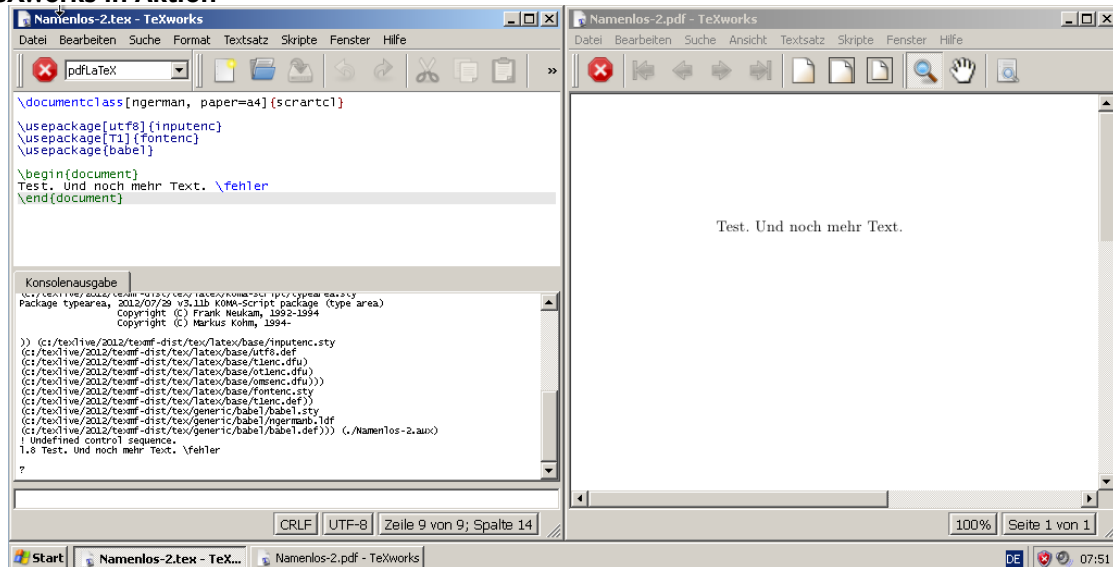 Namenlos-2.tex - TeXworks
Datei Bearbeiten Suche Format Textsatz Skripte Fenster Hilfe
pdfLaTeX
»
\documentclass[ngerman, paper=a4]{scrartcl}
\usepackage[utf8]{inputenc}
\usepackage[T1]{fontenc}
\usepackage{babel}
\begin{document}
Test. Und noch mehr Text. \fehler
\end{document}
Konsolenausgabe
(c:/texlive/2012/texmf-dist/tex/latex/koma-script/typearea.sty
Package typearea, 2012/07/29 v3.11b KOMA-Script package (type area)
Copyright (C) Frank Neukam, 1992-1994
Copyright (C) Markus Kohm, 1994-
)) (c:/texlive/2012/texmf-dist/tex/latex/base/inputenc.sty
(c:/texlive/2012/texmf-dist/tex/latex/base/utf8.def
(c:/texlive/2012/texmf-dist/tex/latex/base/t1enc.dfu)
(c:/texlive/2012/texmf-dist/tex/latex/base/ot1enc.dfu)
(c:/texlive/2012/texmf-dist/tex/latex/base/omsenc.dfu)))
(c:/texlive/2012/texmf-dist/tex/latex/base/fontenc.sty
(c:/texlive/2012/texmf-dist/tex/latex/base/t1enc.def))
(c:/texlive/2012/texmf-dist/tex/generic/babel/babel.sty
(c:/texlive/2012/texmf-dist/tex/generic/babel/ngermanb.ldf
(c:/texlive/2012/texmf-dist/tex/generic/babel/babel.def))) (./Namenlos-2.aux)
! Undefined control sequence.
l.8 Test. Und noch mehr Text. \fehler
?
CRLF UTF-8 Zeile 9 von 9; Spalte 14
Namenlos-2.pdf - TeXworks
Datei Bearbeiten Suche Ansicht Textsatz Skripte Fenster Hilfe
Test. Und noch mehr Text.
100% Seite 1 von 1
Start Namenlos-2.tex - TeX... Namenlos-2.pdf - TeXworks DE 07:51